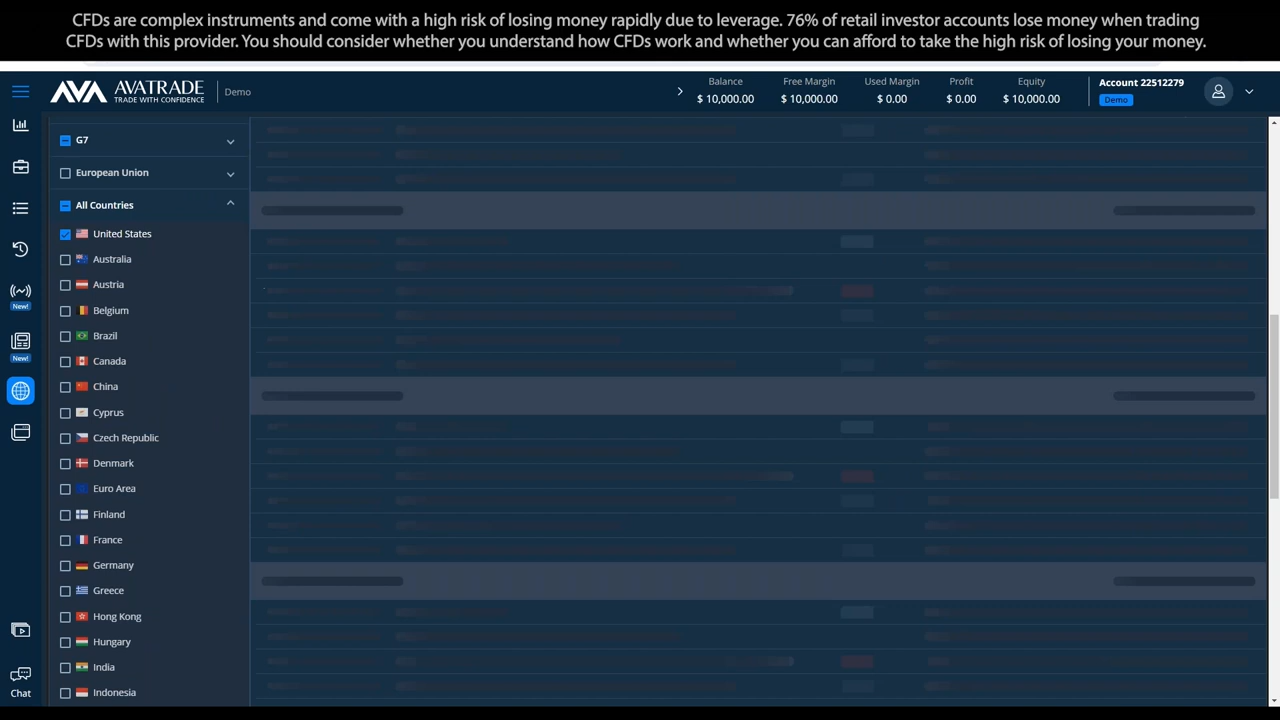 CFDs are complex instruments and come with a high risk of losing money rapidly due to leverage. 76% of retail investor accounts lose money when trading
CFDs with this provider. You should consider whether you understand how CFDs work and whether you can afford to take the high risk of losing your money.
AVA AVATRADE
TRADE WITH CONFIDENCE
Demo
Balance
$ 10,000.00
Free Margin
$ 10,000.00
Used Margin
$ 0.00
Profit
$ 0.00
Equity
$ 10,000.00
Account 22512279
Demo
New!
New!
Chat
G7
European Union
All Countries
United States
Australia
Austria
Belgium
Brazil
Canada
China
Cyprus
Czech Republic
Denmark
Euro Area
Finland
France
Germany
Greece
Hong Kong
Hungary
India
Indonesia